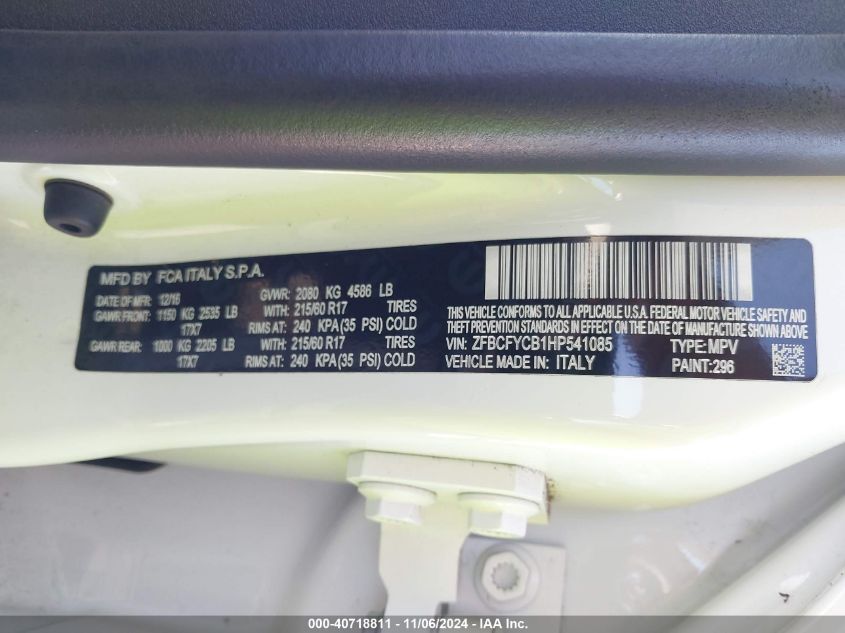 MFD BY FCA ITALY S.P.A.
DATE OF MFR: 12/16 GVWR: 2080 KG 4586 LB
GAWR FRONT: 1150 KG 2535 LB WITH: 215/60 R17 TIRES
17X7 RIMS AT: 240 KPA(35 PSI) COLD
GAWR REAR: 1000 KG 2205 LB WITH: 215/60 R17 TIRES
17X7 RIMS AT: 240 KPA(35 PSI) COLD
THIS VEHICLE CONFORMS TO ALL APPLICABLE U.S.A. FEDERAL MOTOR VEHICLE SAFETY
AND THEFT PREVENTION STANDARDS IN EFFECT ON THE DATE OF MANUFACTURE SHOWN ABOVE.
VIN: ZFBCFYCB1HP541085 TYPE:MPV
VEHICLE MADE IN ITALY PAINT:296
000-40718811 - 11/06/2024 - IAA Inc.